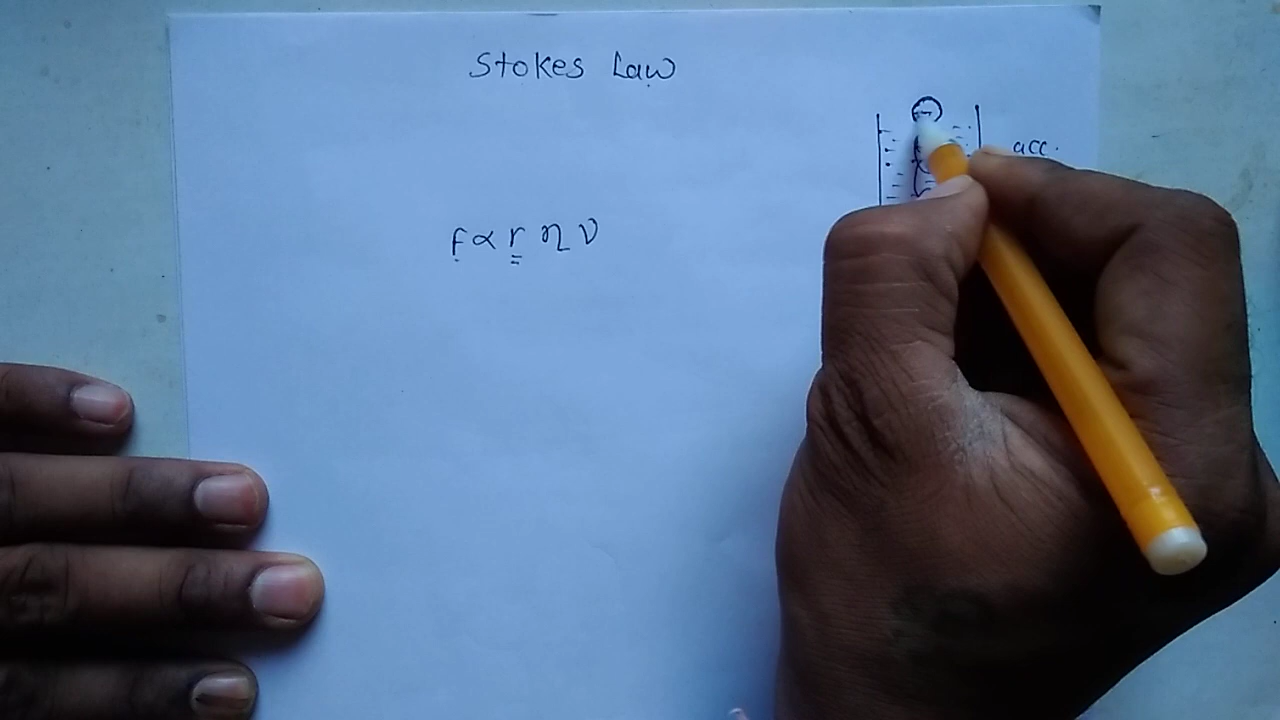 Stokes Law
acc.
F ∝ r η ν